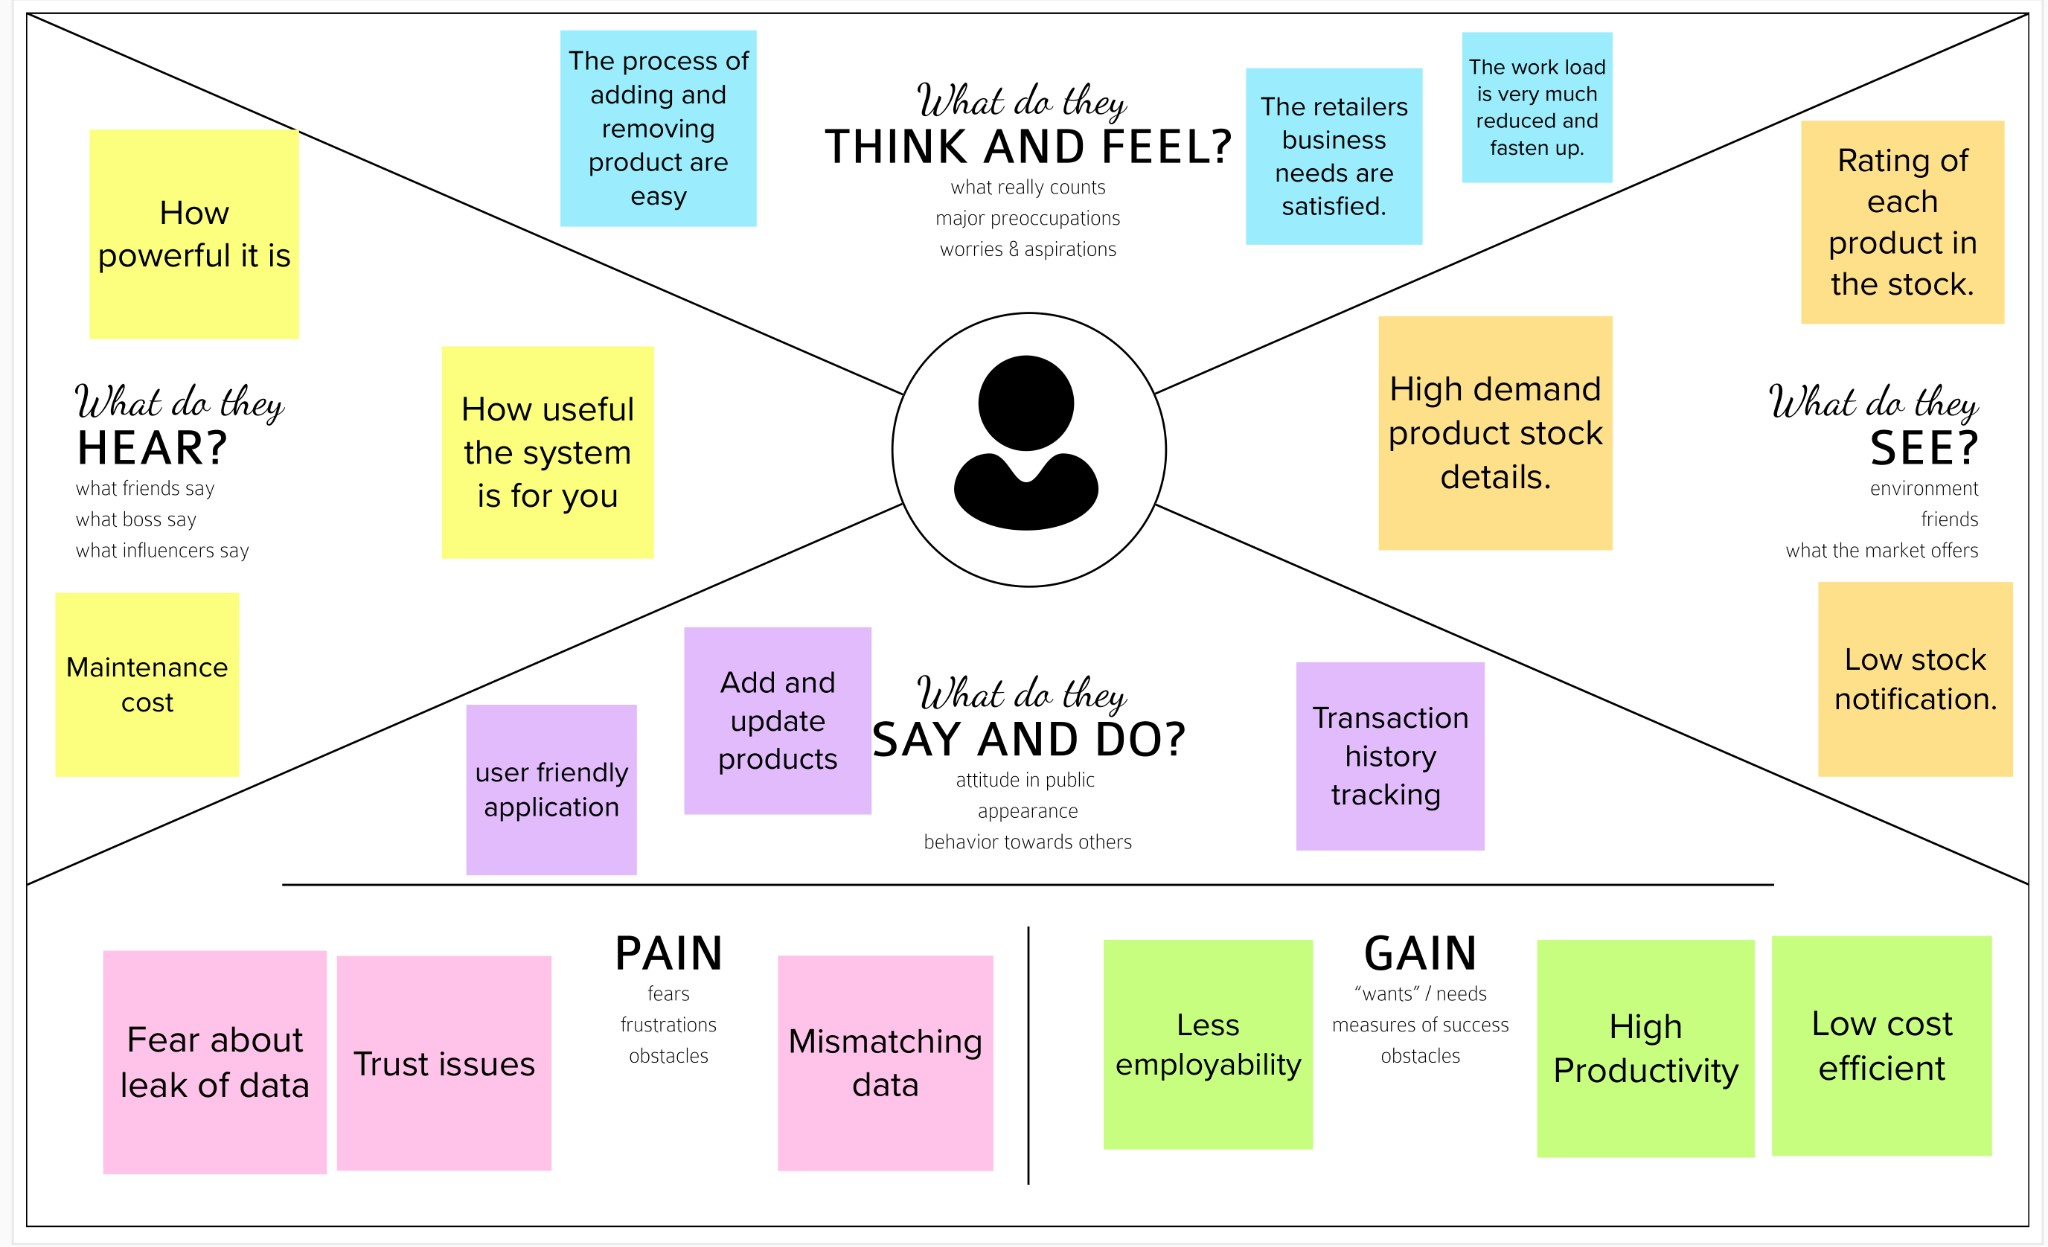 The process of
adding and
removing
product are
easy
What do they
THINK AND FEEL?
what really counts
major preoccupations
worries & aspirations
The retailers
business
needs are
satisfied.
The work load
is very much
reduced and
fasten up.
How
powerful it is
What do they
HEAR?
what friends say
what boss say
what influencers say
How useful
the system
is for you
Maintenance
cost
Rating of
each
product in
the stock.
High demand
product stock
details.
What do they
SEE?
environment
friends
what the market offers
Low stock
notification.
user friendly
application
Add and
update
products
What do they
SAY AND DO?
attitude in public
appearance
behavior towards others
Transaction
history
tracking
Fear about
leak of data
Trust issues
PAIN
fears
frustrations
obstacles
Mismatching
data
Less
employability
GAIN
“wants” / needs
measures of success
obstacles
High
Productivity
Low cost
efficient